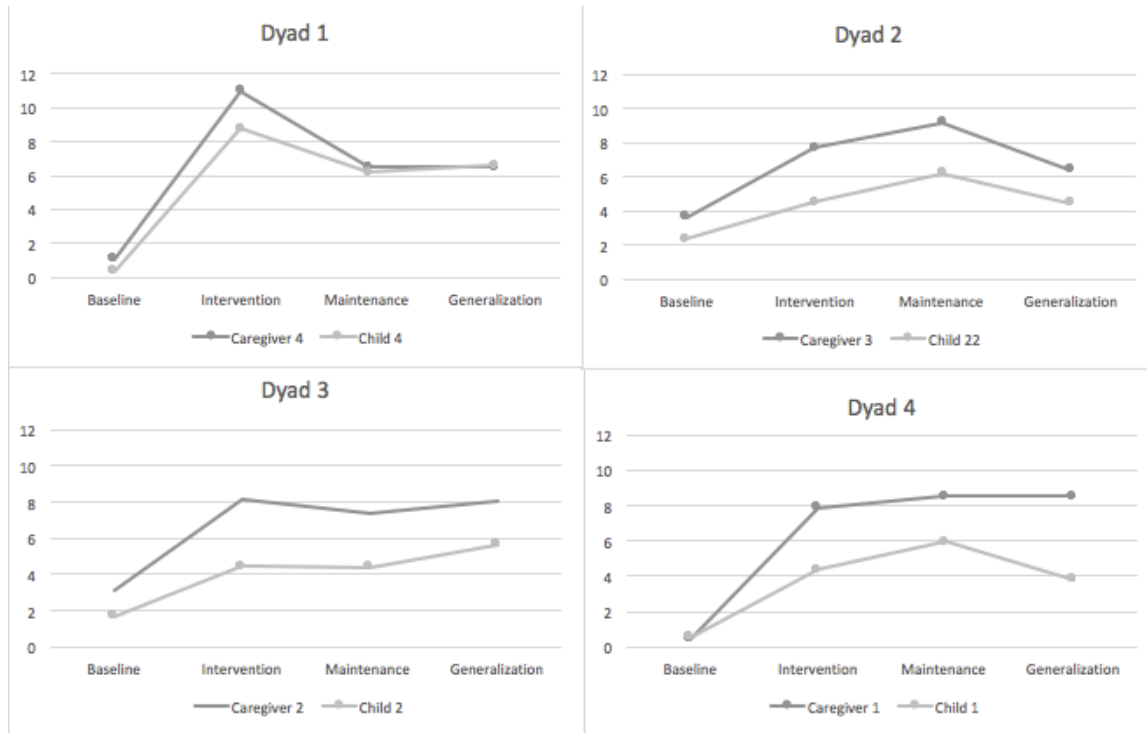 Dyad 1
12
10
8
6
4
2
0
Baseline Intervention Maintenance Generalization
Caregiver 4 Child 4
Dyad 2
12
10
8
6
4
2
0
Baseline Intervention Maintenance Generalization
Caregiver 3 Child 22
Dyad 3
12
10
8
6
4
2
0
Baseline Intervention Maintenance Generalization
Caregiver 2 Child 2
Dyad 4
12
10
8
6
4
2
0
Baseline Intervention Maintenance Generalization
Caregiver 1 Child 1